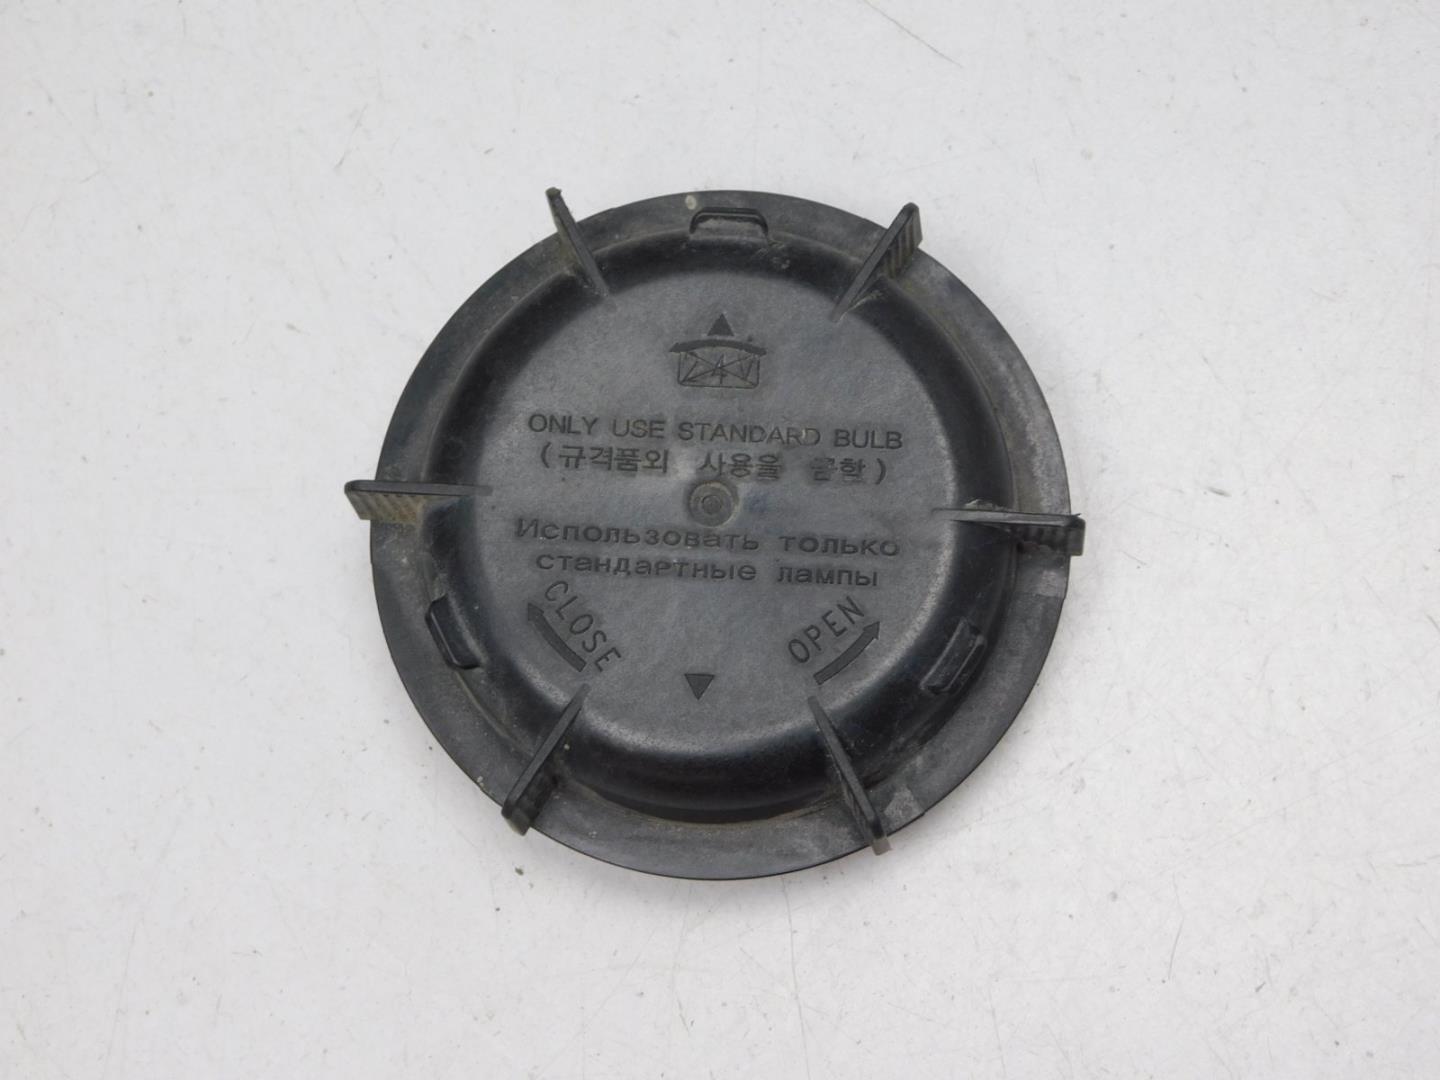 24V
ONLY USE STANDARD BULB
(규격품외 사용을 금함)
Использовать только
стандартные лампы
CLOSE
OPEN